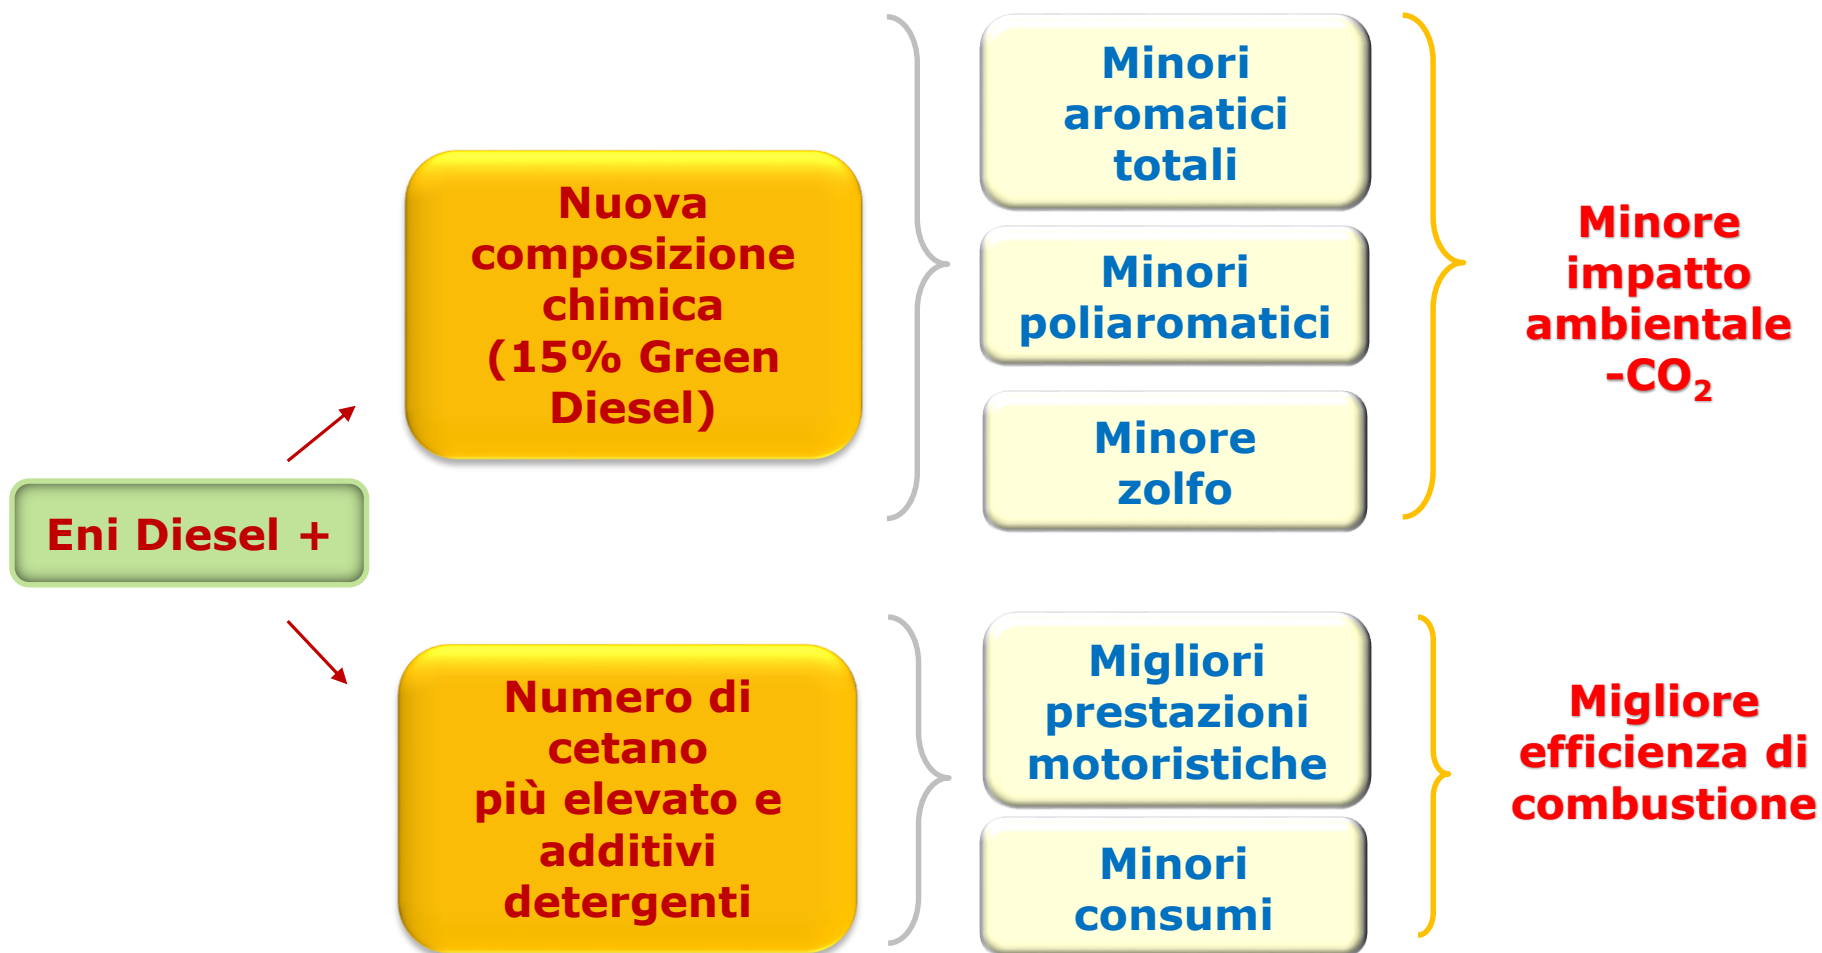 Eni Diesel +
Nuova
composizione
chimica
(15% Green
Diesel)
Minori
aromatici
totali
Minori
poliaromatici
Minore
zolfo
Minore
impatto
ambientale
-CO₂
Numero di
cetano
più elevato e
additivi
detergenti
Migliori
prestazioni
motoristiche
Minori
consumi
Migliore
efficienza di
combustione